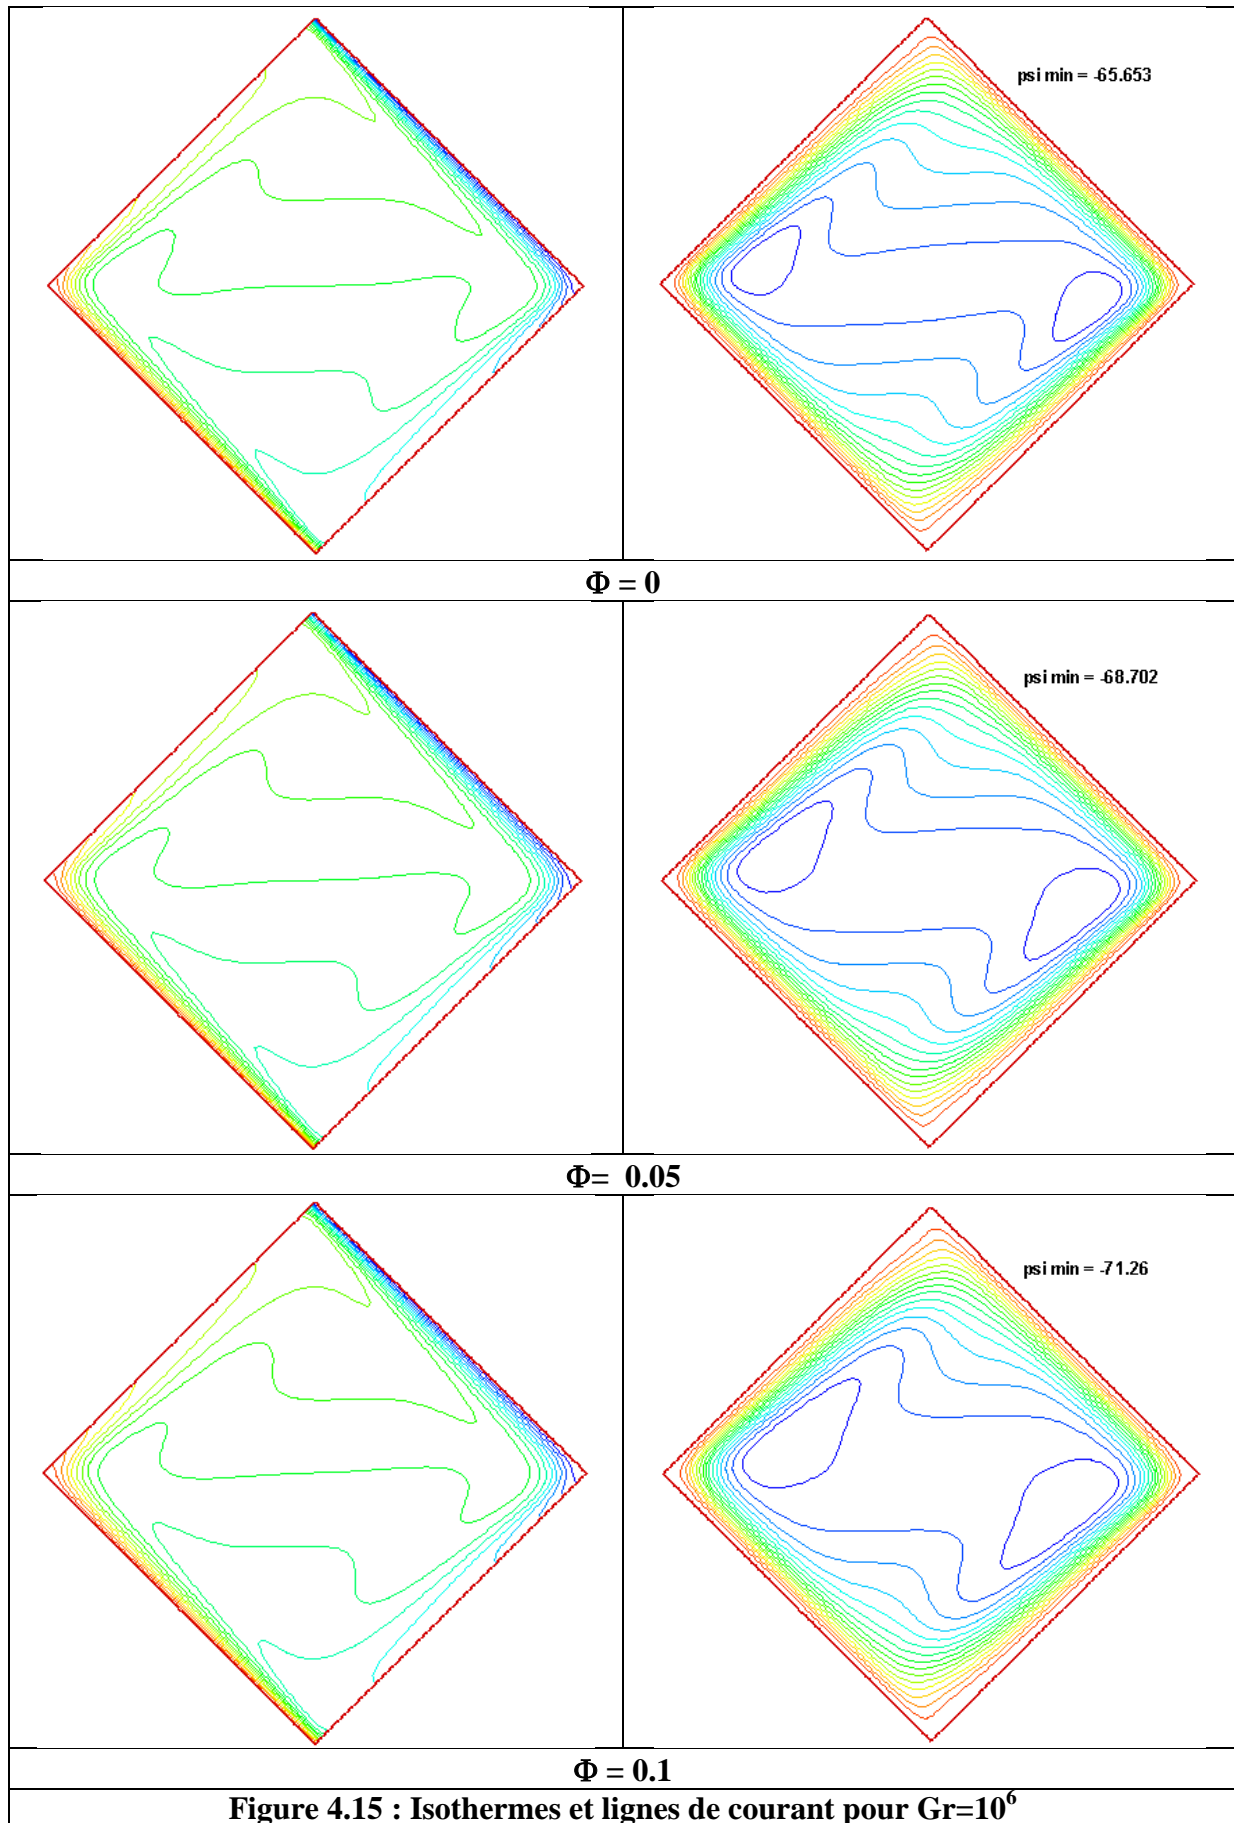 psi min = -65.653
Φ = 0
psi min = -68.702
Φ= 0.05
psi min = -71.26
Φ = 0.1
Figure 4.15 : Isothermes et lignes de courant pour Gr=10⁶